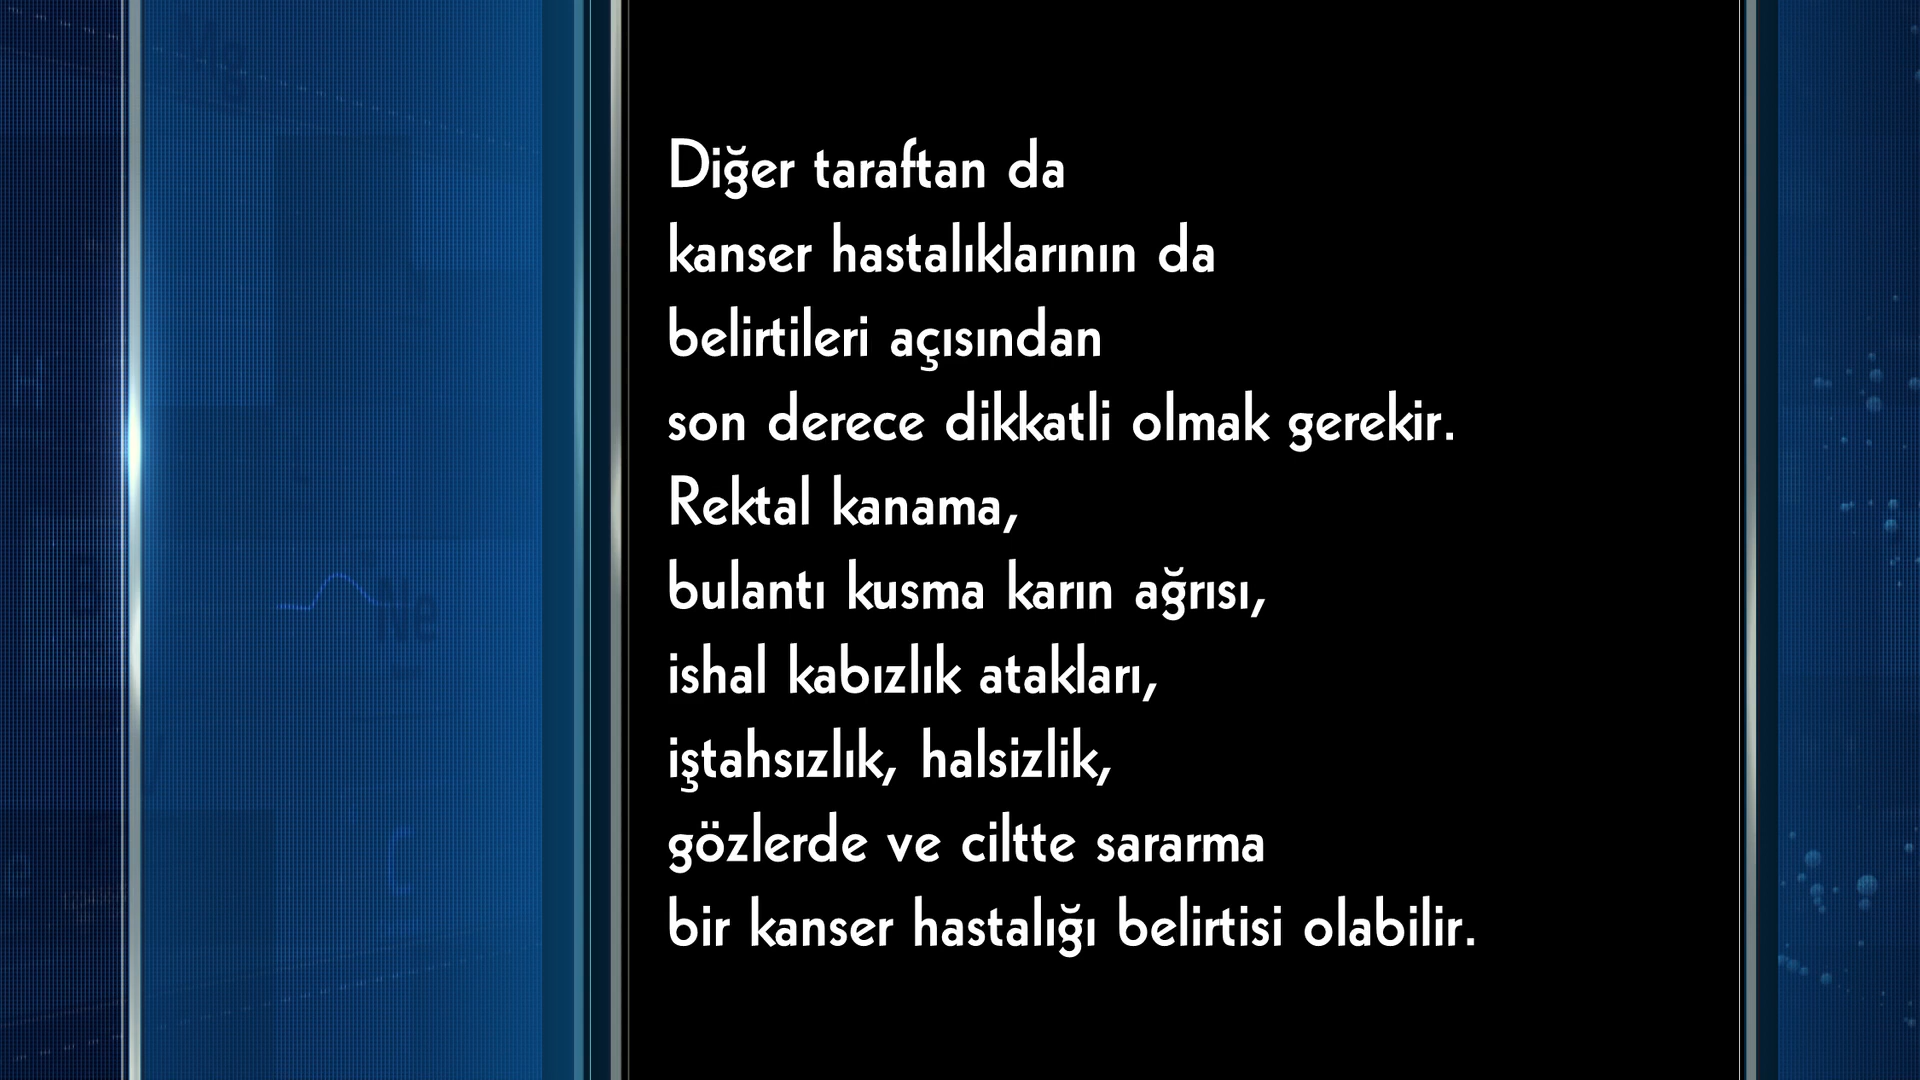 Diğer taraftan da
kanser hastalıklarının da
belirtileri açısından
son derece dikkatli olmak gerekir.
Rektal kanama,
bulantı kusma karın ağrısı,
ishal kabızlık atakları,
iştahsızlık, halsizlik,
gözlerde ve ciltte sararma
bir kanser hastalığı belirtisi olabilir.
H
Ne
C
e